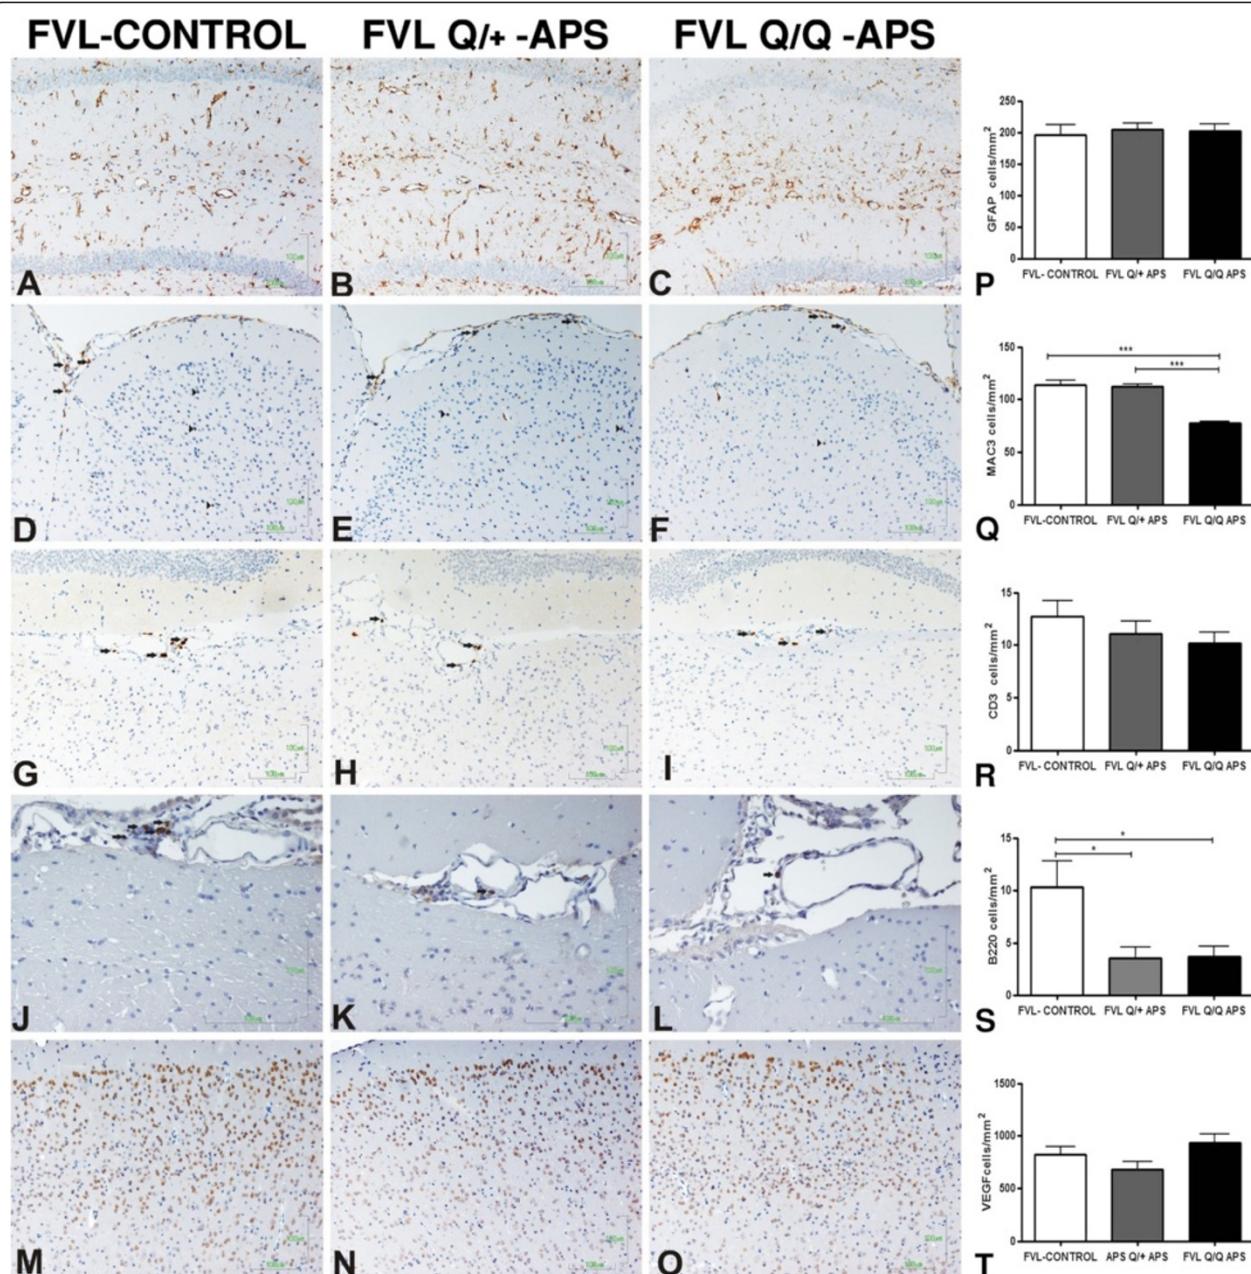 FVL-CONTROL FVL Q/+ -APS FVL Q/Q -APS
A B C
250
200
150
100
50
0
GFAP cells/mm²
FVL- CONTROL FVL Q/+ APS FVL Q/Q APS
P
D E F
150
100
50
0
MAC3 cells/mm²
***
***
FVL-CONTROL FVL Q/+ APS FVL Q/Q APS
Q
G H I
15
10
5
0
CD3 cells/mm²
FVL- CONTROL FVL Q/+ APS FVL Q/Q APS
R
J K L
15
10
5
0
B220 cells/mm²
*
*
FVL- CONTROL FVL Q/+ APS FVL Q/Q APS
S
M N O
1500
1000
500
0
VEGFcells/mm²
FVL-CONTROL APS Q/+ APS FVL Q/Q APS
T